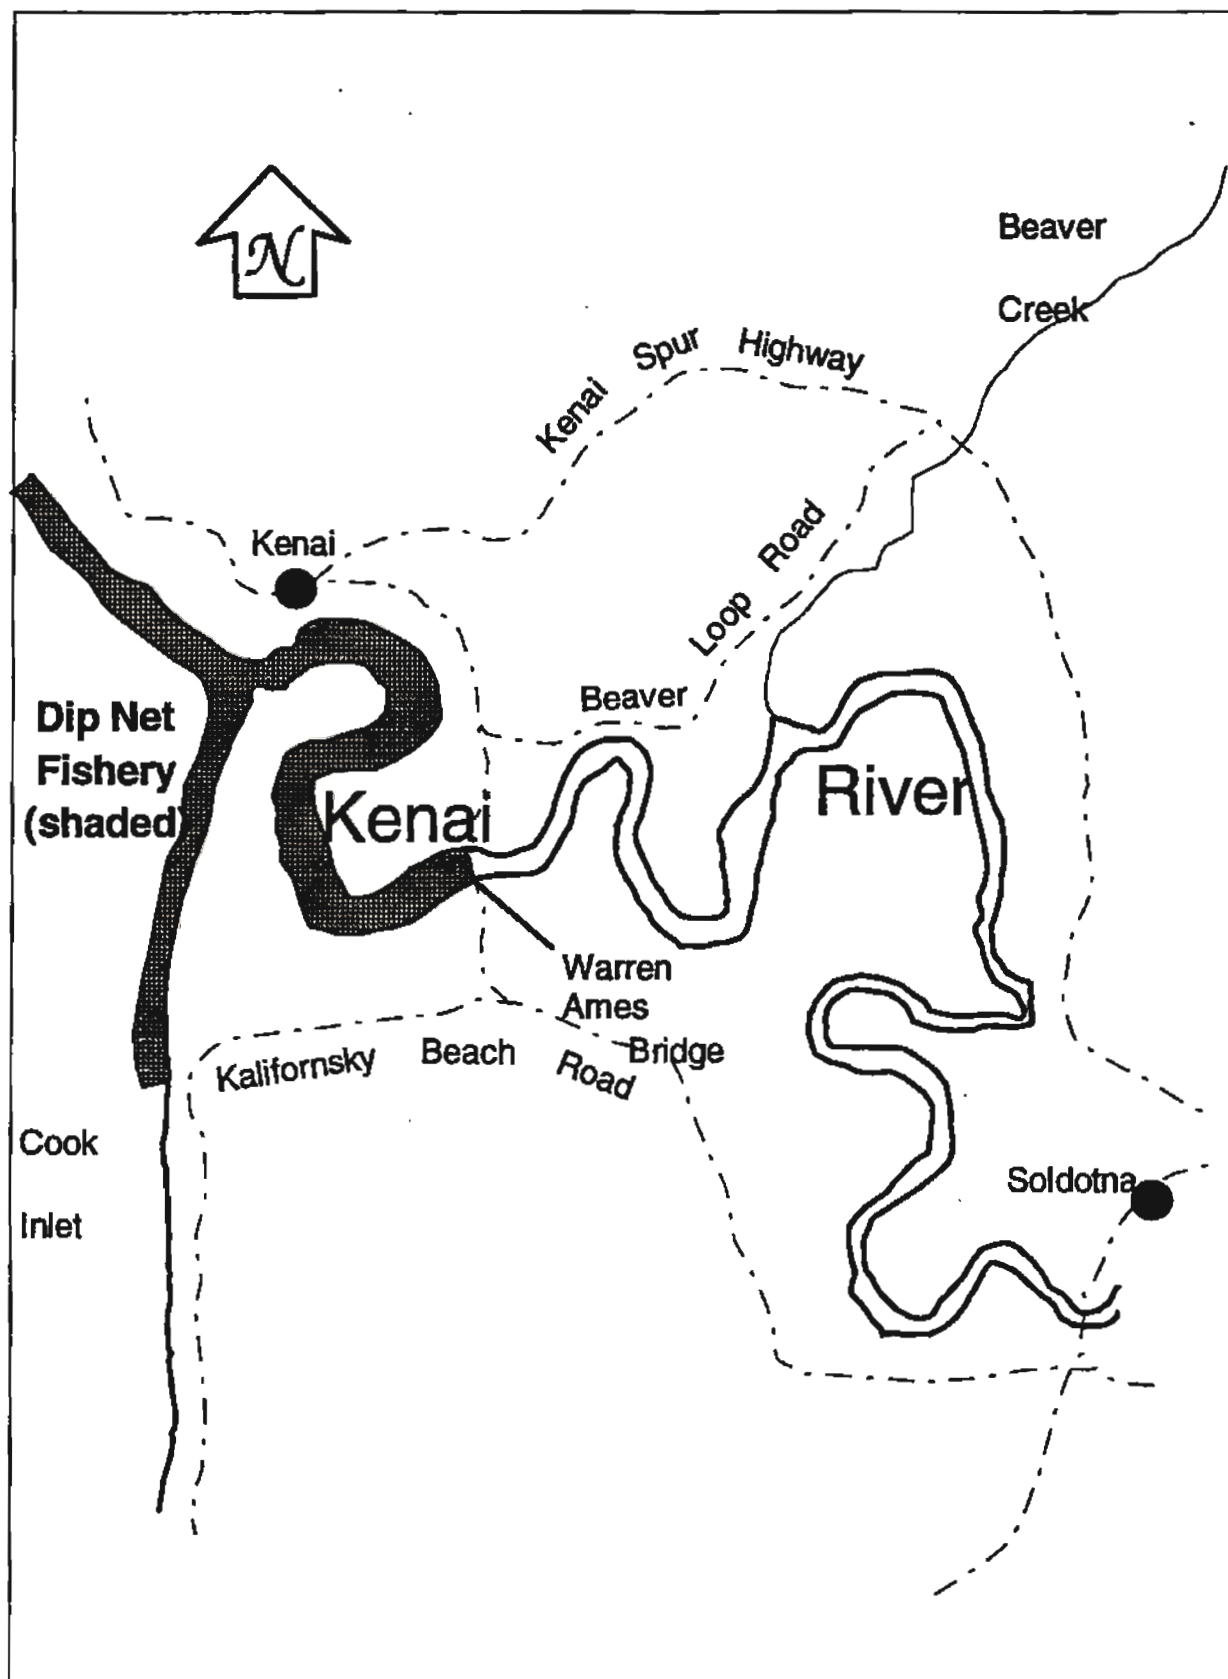 N
Beaver
Creek
Kenai Spur Highway
Kenai
Loop Road
Beaver
Dip Net
Fishery
(shaded)
Kenai River
Warren
Ames
Bridge
Kalifornsky Beach Road
Cook
Inlet
Soldotna